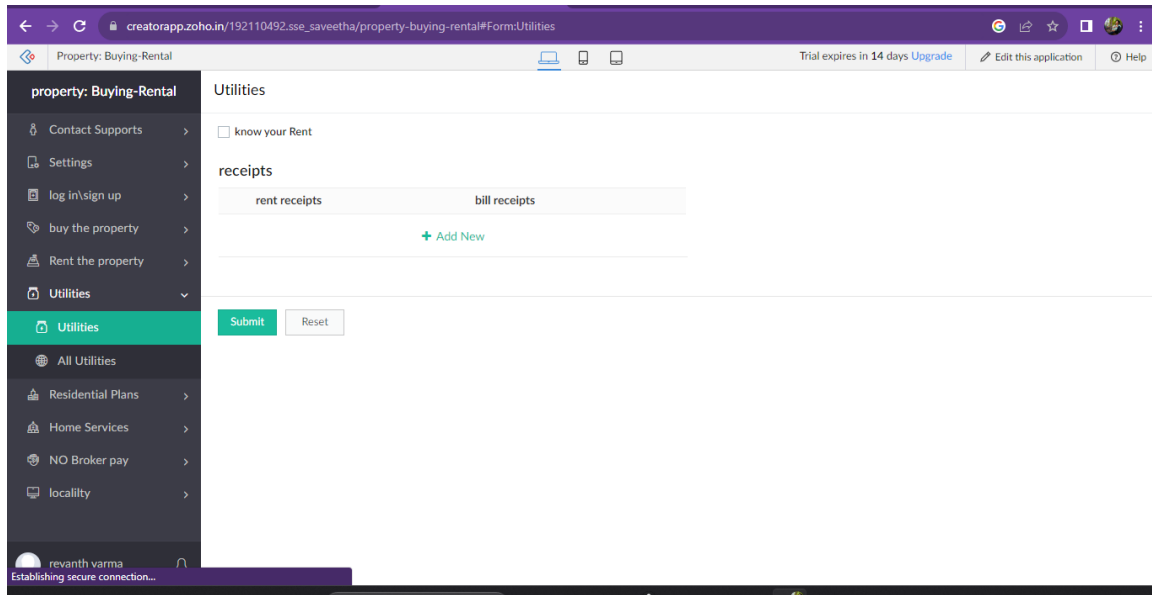 creatorapp.zoho.in/192110492.sse_saveetha/property-buying-rental#Form:Utilities
Property: Buying-Rental
Trial expires in 14 days Upgrade
Edit this application
Help
property: Buying-Rental
Utilities
Contact Supports
know your Rent
Settings
receipts
log in\sign up
rent receipts bill receipts
buy the property
+ Add New
Rent the property
Utilities
Utilities
Submit Reset
All Utilities
Residential Plans
Home Services
NO Broker pay
localilty
revanth varma
Establishing secure connection...